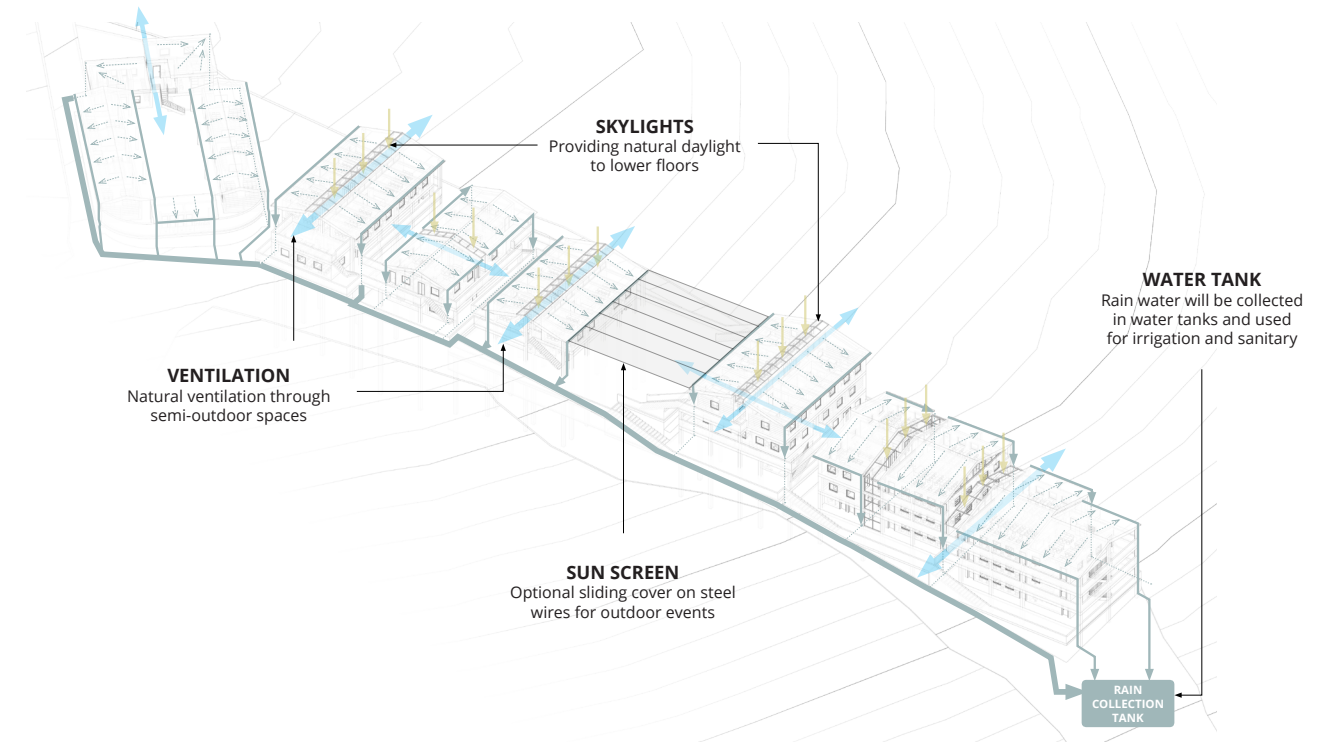 SKYLIGHTS
Providing natural daylight
to lower floors
WATER TANK
Rain water will be collected
in water tanks and used
for irrigation and sanitary
VENTILATION
Natural ventilation through
semi-outdoor spaces
SUN SCREEN
Optional sliding cover on steel
wires for outdoor events
RAIN
COLLECTION
TANK